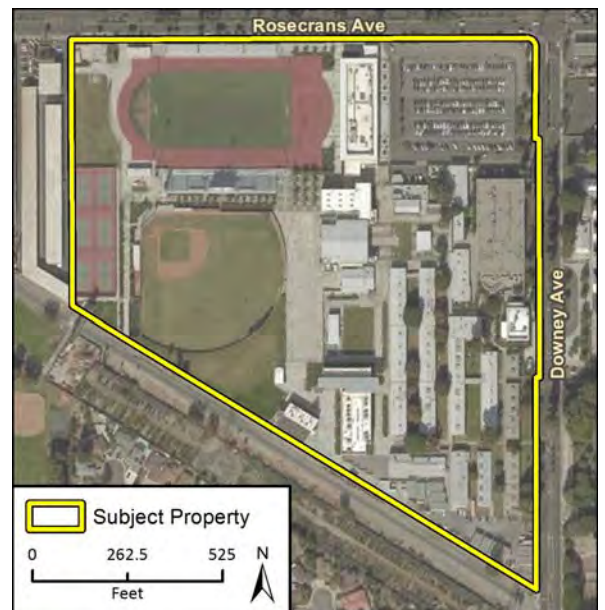 Rosecrans Ave
Downey Ave
Subject Property
0 262.5 525 N
Feet